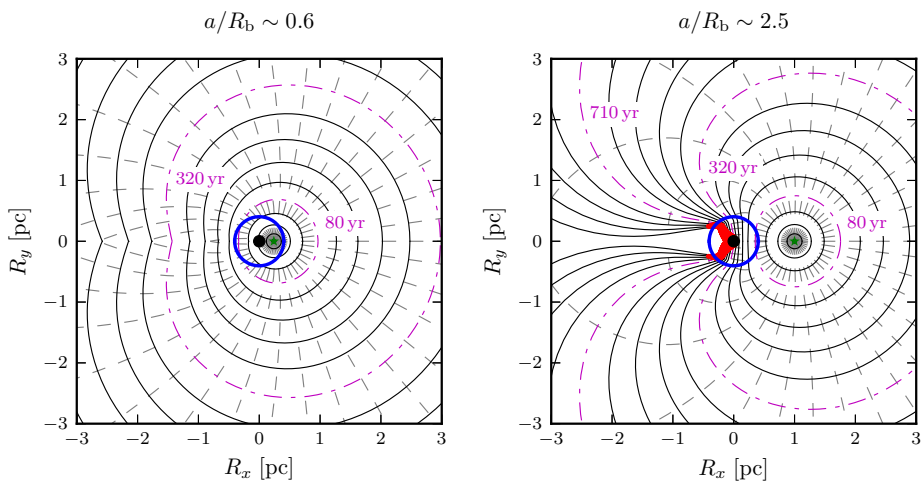 a/R_b ∼ 0.6
3
2
1
0
−1
−2
−3
R_y [pc]
320 yr
80 yr
−3 −2 −1 0 1 2 3
R_x [pc]
a/R_b ∼ 2.5
3
2
1
0
−1
−2
−3
R_y [pc]
710 yr
320 yr
80 yr
−3 −2 −1 0 1 2 3
R_x [pc]